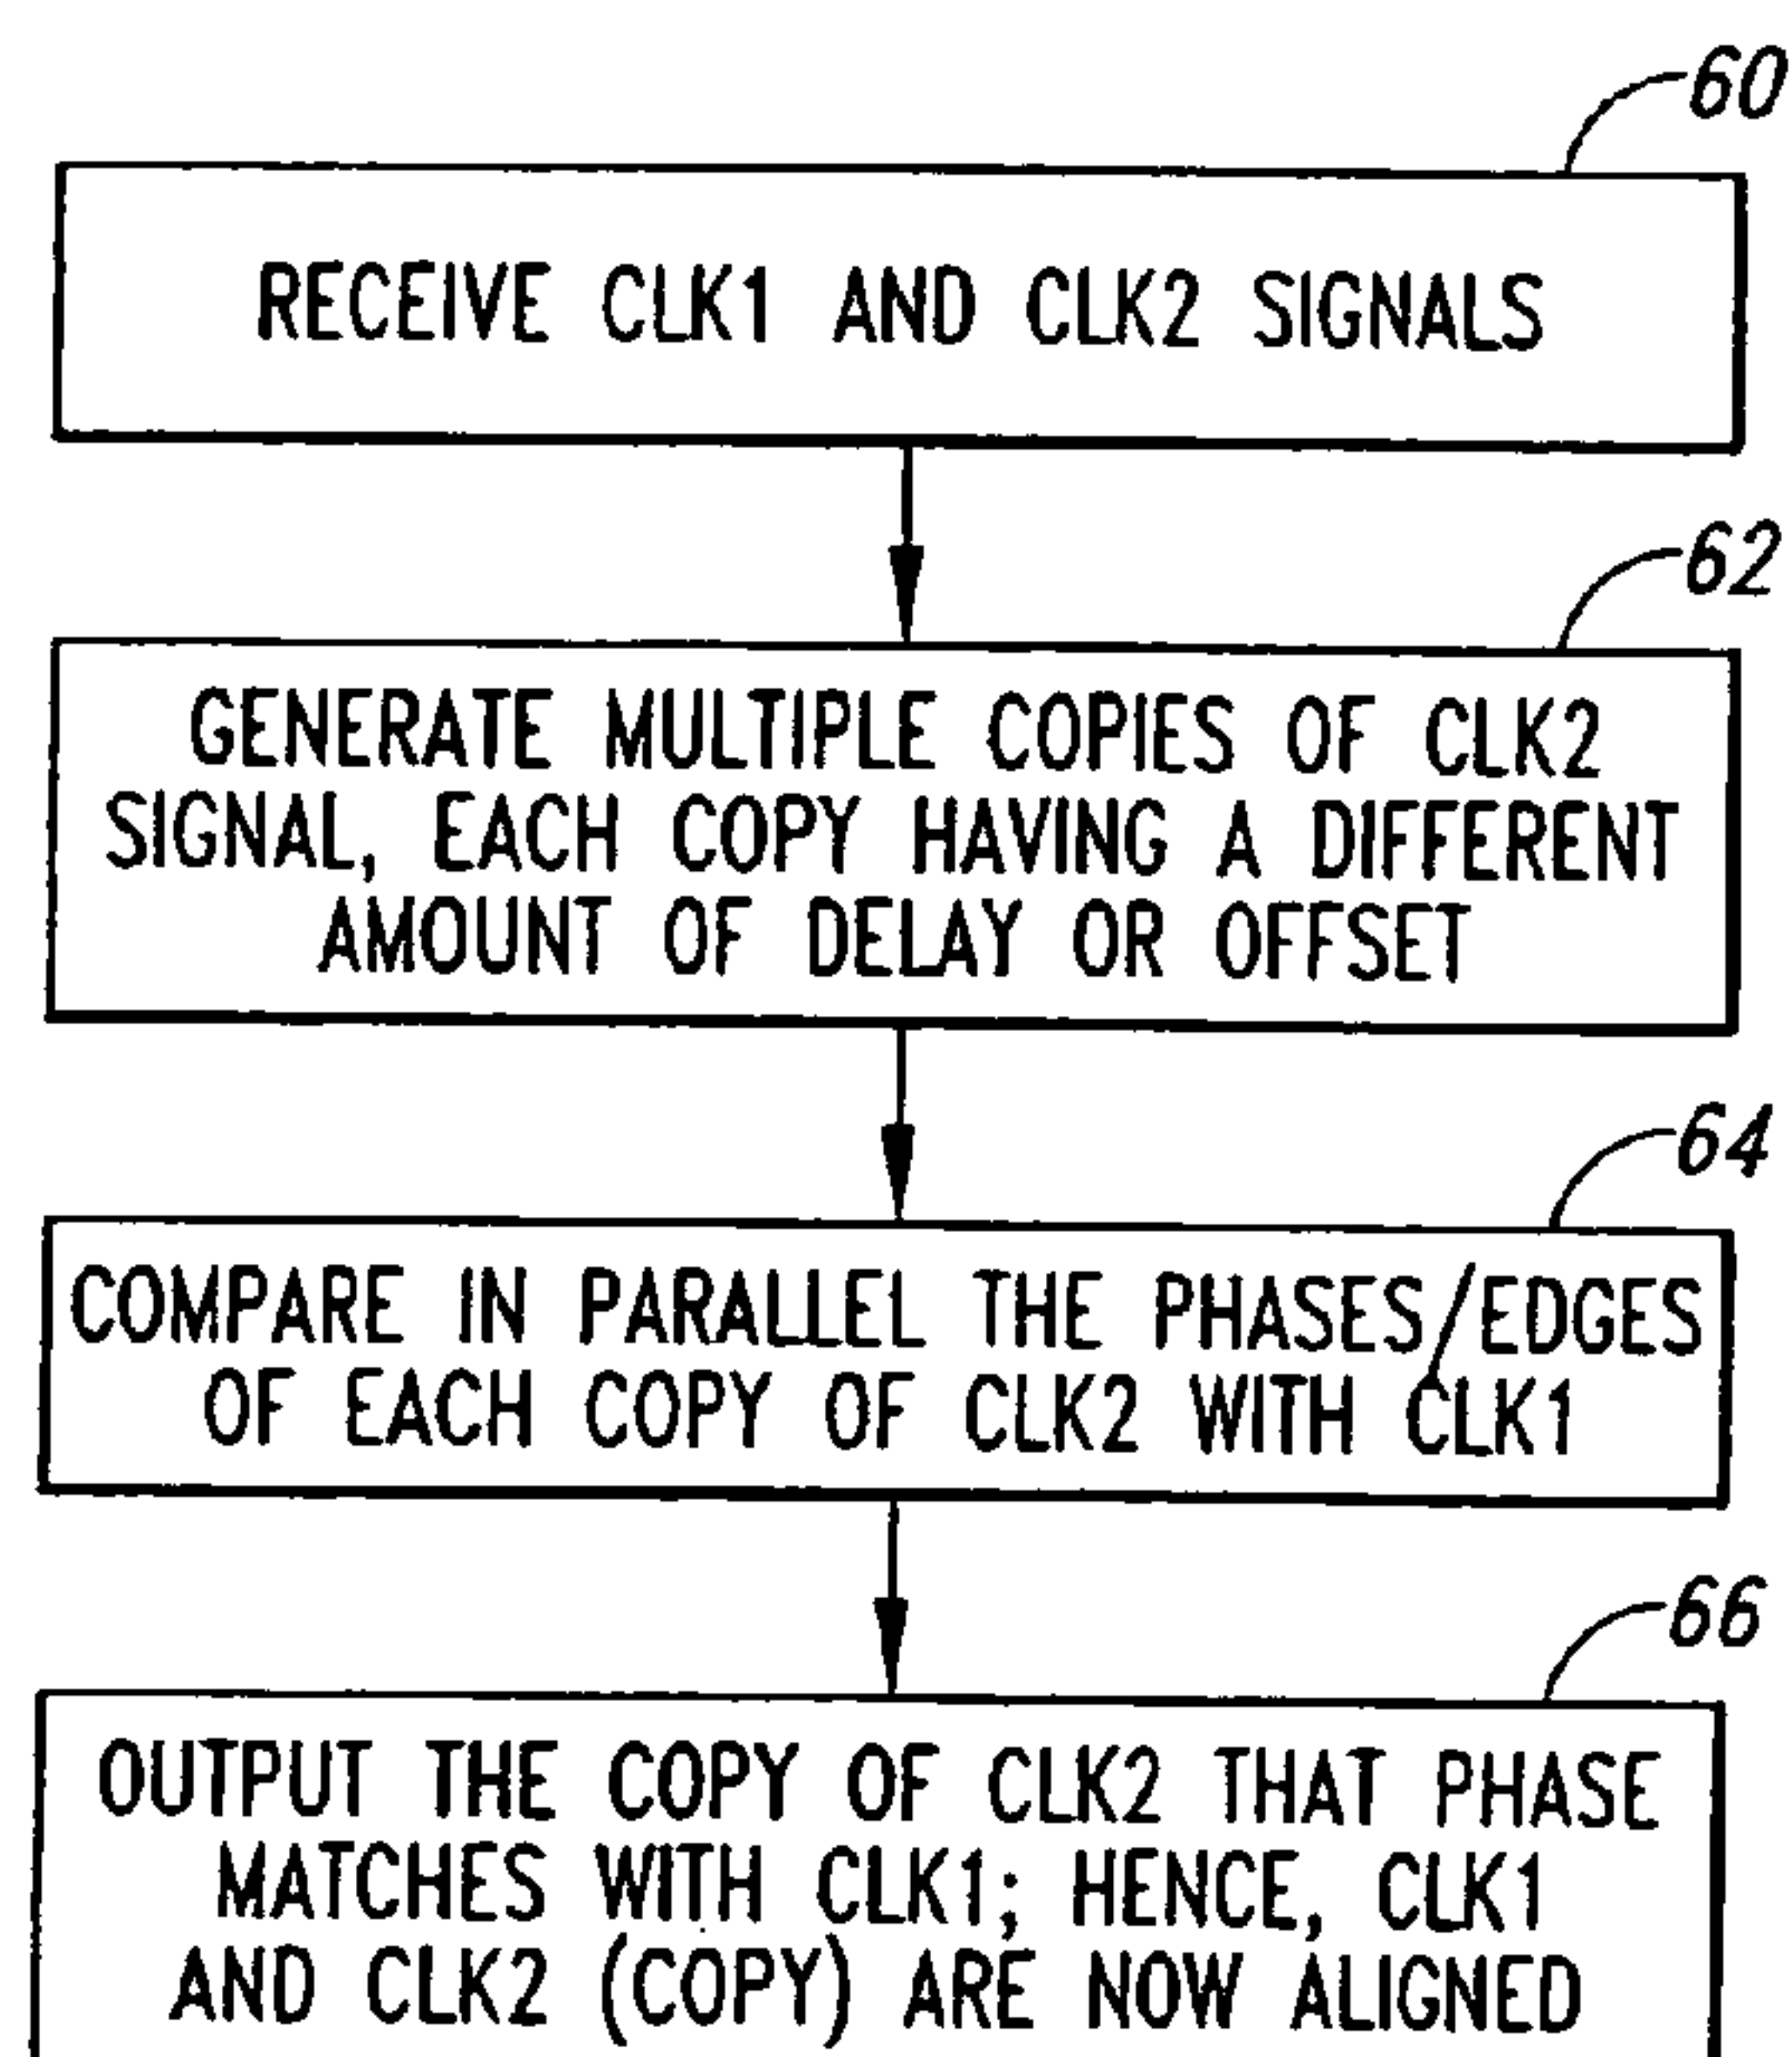 60
RECEIVE CLK1 AND CLK2 SIGNALS
62
GENERATE MULTIPLE COPIES OF CLK2
SIGNAL, EACH COPY HAVING A DIFFERENT
AMOUNT OF DELAY OR OFFSET
64
COMPARE IN PARALLEL THE PHASES/EDGES
OF EACH COPY OF CLK2 WITH CLK1
66
OUTPUT THE COPY OF CLK2 THAT PHASE
MATCHES WITH CLK1; HENCE, CLK1
AND CLK2 (COPY) ARE NOW ALIGNED